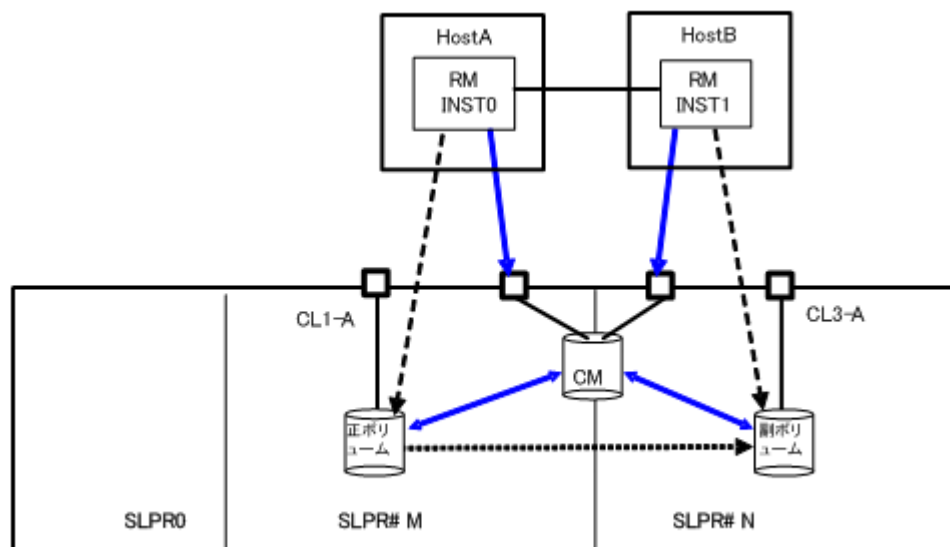 HostA
HostB
RM
INST0
RM
INST1
CL1-A
CL3-A
CM
正ボリ
ューム
副ボリ
ューム
SLPR0
SLPR# M
SLPR# N